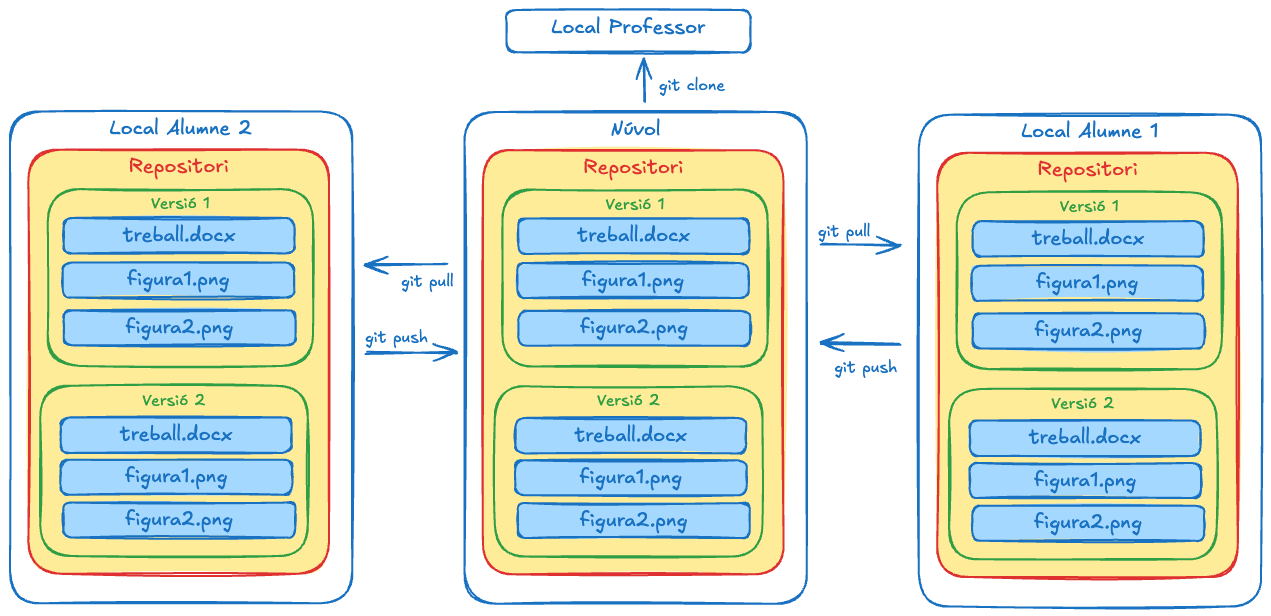 Local Professor
git clone
Local Alumne 2
Repositori
Versió 1
treball.docx
figura1.png
figura2.png
Versió 2
treball.docx
figura1.png
figura2.png
git pull
git push
Núvol
Repositori
Versió 1
treball.docx
figura1.png
figura2.png
Versió 2
treball.docx
figura1.png
figura2.png
git pull
git push
Local Alumne 1
Repositori
Versió 1
treball.docx
figura1.png
figura2.png
Versió 2
treball.docx
figura1.png
figura2.png